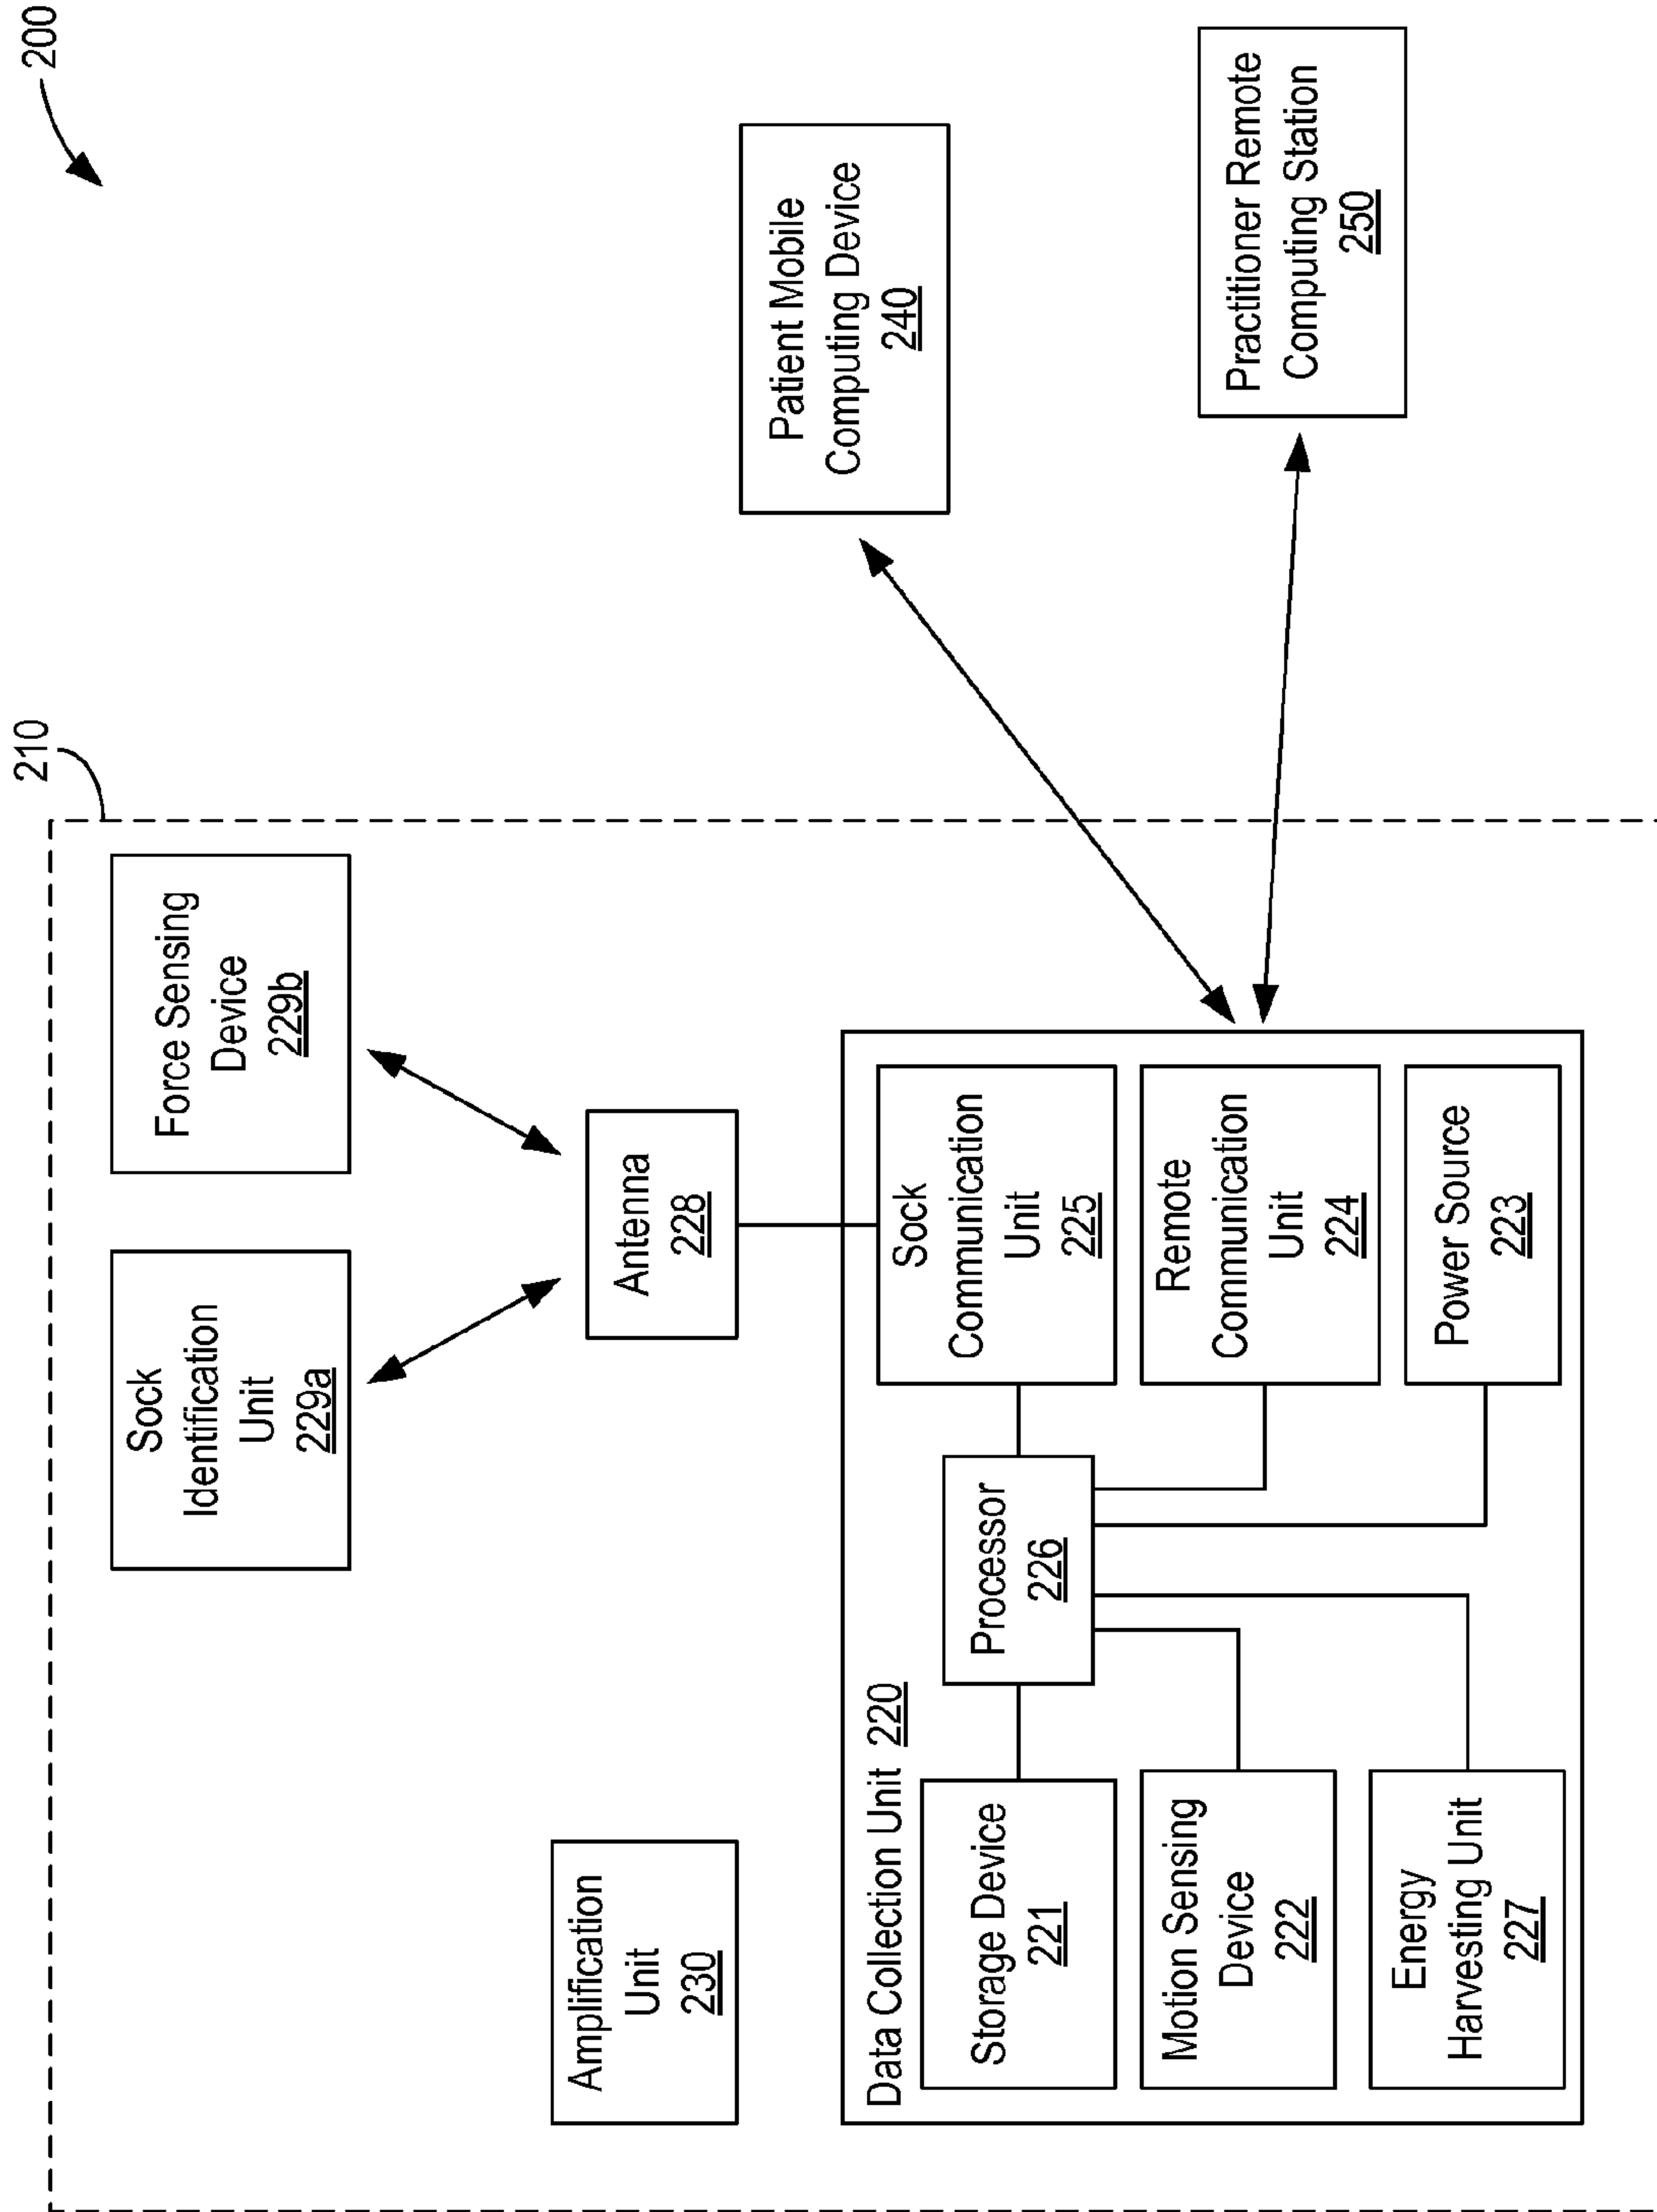 200
210
Amplification
Unit
230
Sock
Identification
Unit
229a
Force Sensing
Device
229b
Antenna
228
Data Collection Unit 220
Storage Device
221
Motion Sensing
Device
222
Energy
Harvesting Unit
227
Processor
226
Sock
Communication
Unit
225
Remote
Communication
Unit
224
Power Source
223
Patient Mobile
Computing Device
240
Practitioner Remote
Computing Station
250